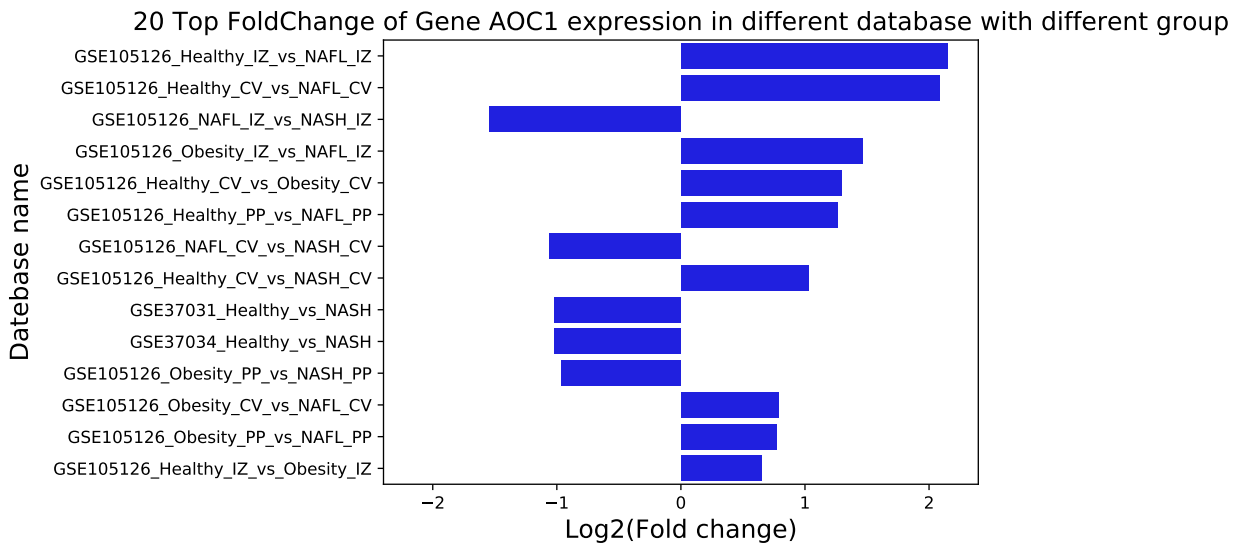 20 Top FoldChange of Gene AOC1 expression in different database with different group
Datebase name
GSE105126_Healthy_IZ_vs_NAFL_IZ
GSE105126_Healthy_CV_vs_NAFL_CV
GSE105126_NAFL_IZ_vs_NASH_IZ
GSE105126_Obesity_IZ_vs_NAFL_IZ
GSE105126_Healthy_CV_vs_Obesity_CV
GSE105126_Healthy_PP_vs_NAFL_PP
GSE105126_NAFL_CV_vs_NASH_CV
GSE105126_Healthy_CV_vs_NASH_CV
GSE37031_Healthy_vs_NASH
GSE37034_Healthy_vs_NASH
GSE105126_Obesity_PP_vs_NASH_PP
GSE105126_Obesity_CV_vs_NAFL_CV
GSE105126_Obesity_PP_vs_NAFL_PP
GSE105126_Healthy_IZ_vs_Obesity_IZ
−2 −1 0 1 2
Log2(Fold change)